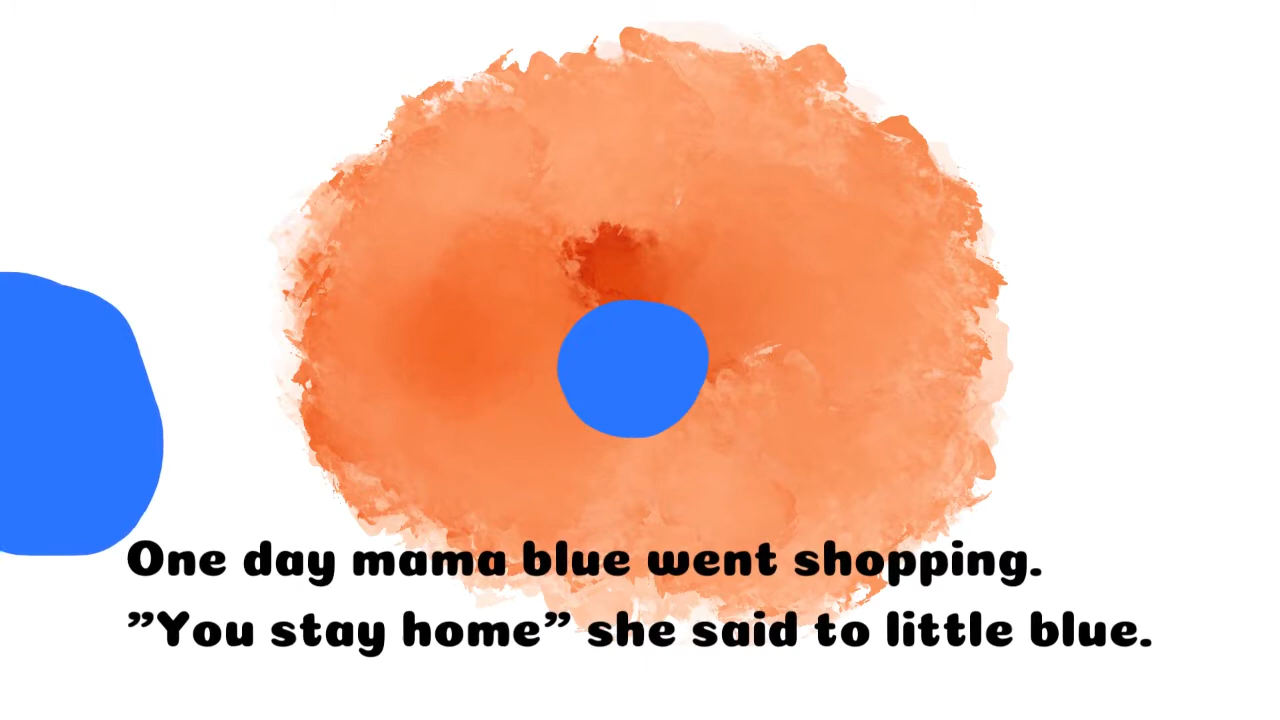 One day mama blue went shopping.
”You stay home” she said to little blue.